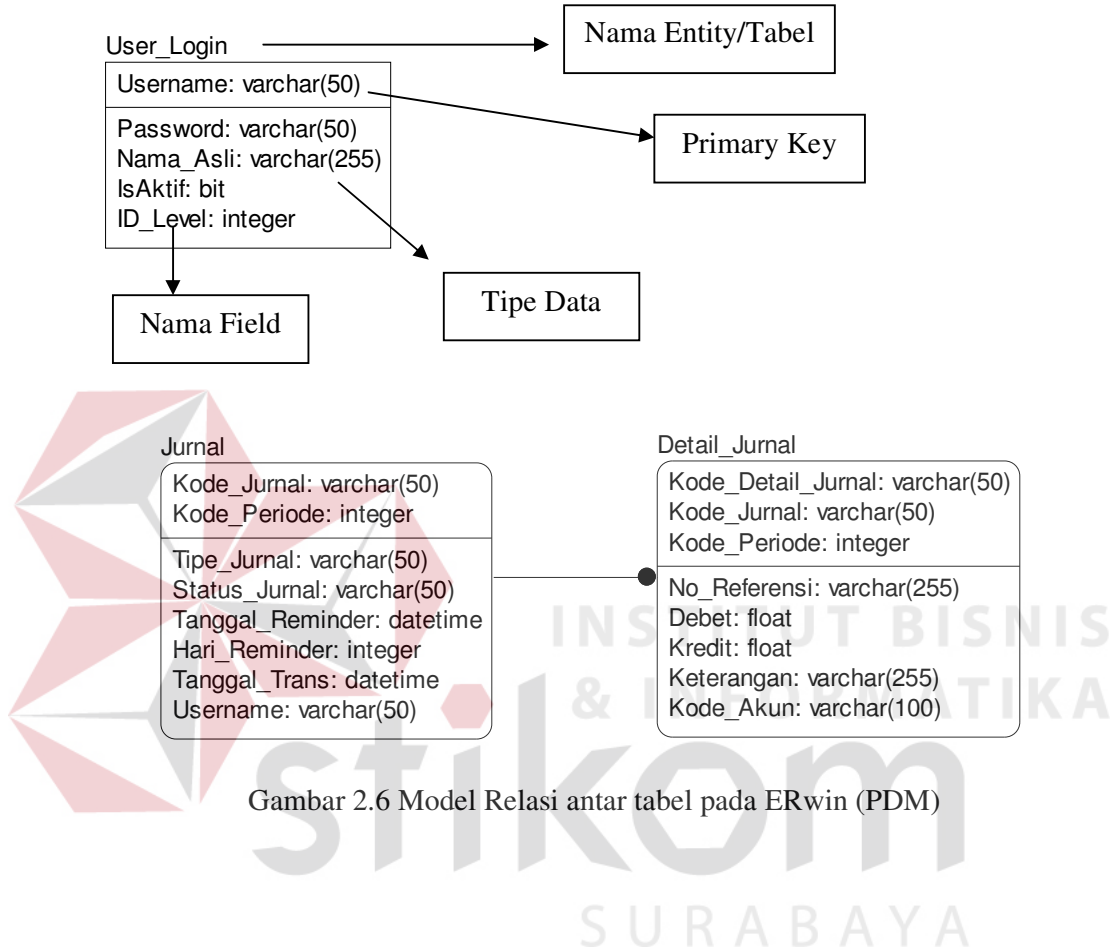 User_Login
Nama Entity/Tabel
Username: varchar(50)
Primary Key
Password: varchar(50)
Nama_Asli: varchar(255)
IsAktif: bit
ID_Level: integer
Tipe Data
Nama Field
Jurnal
Kode_Jurnal: varchar(50)
Kode_Periode: integer
Tipe_Jurnal: varchar(50)
Status_Jurnal: varchar(50)
Tanggal_Reminder: datetime
Hari_Reminder: integer
Tanggal_Trans: datetime
Username: varchar(50)
Detail_Jurnal
Kode_Detail_Jurnal: varchar(50)
Kode_Jurnal: varchar(50)
Kode_Periode: integer
No_Referensi: varchar(255)
Debet: float
Kredit: float
Keterangan: varchar(255)
Kode_Akun: varchar(100)
INSTITUT BISNIS
& INFORMATIKA
stikom
SURABAYA
Gambar 2.6 Model Relasi antar tabel pada ERwin (PDM)